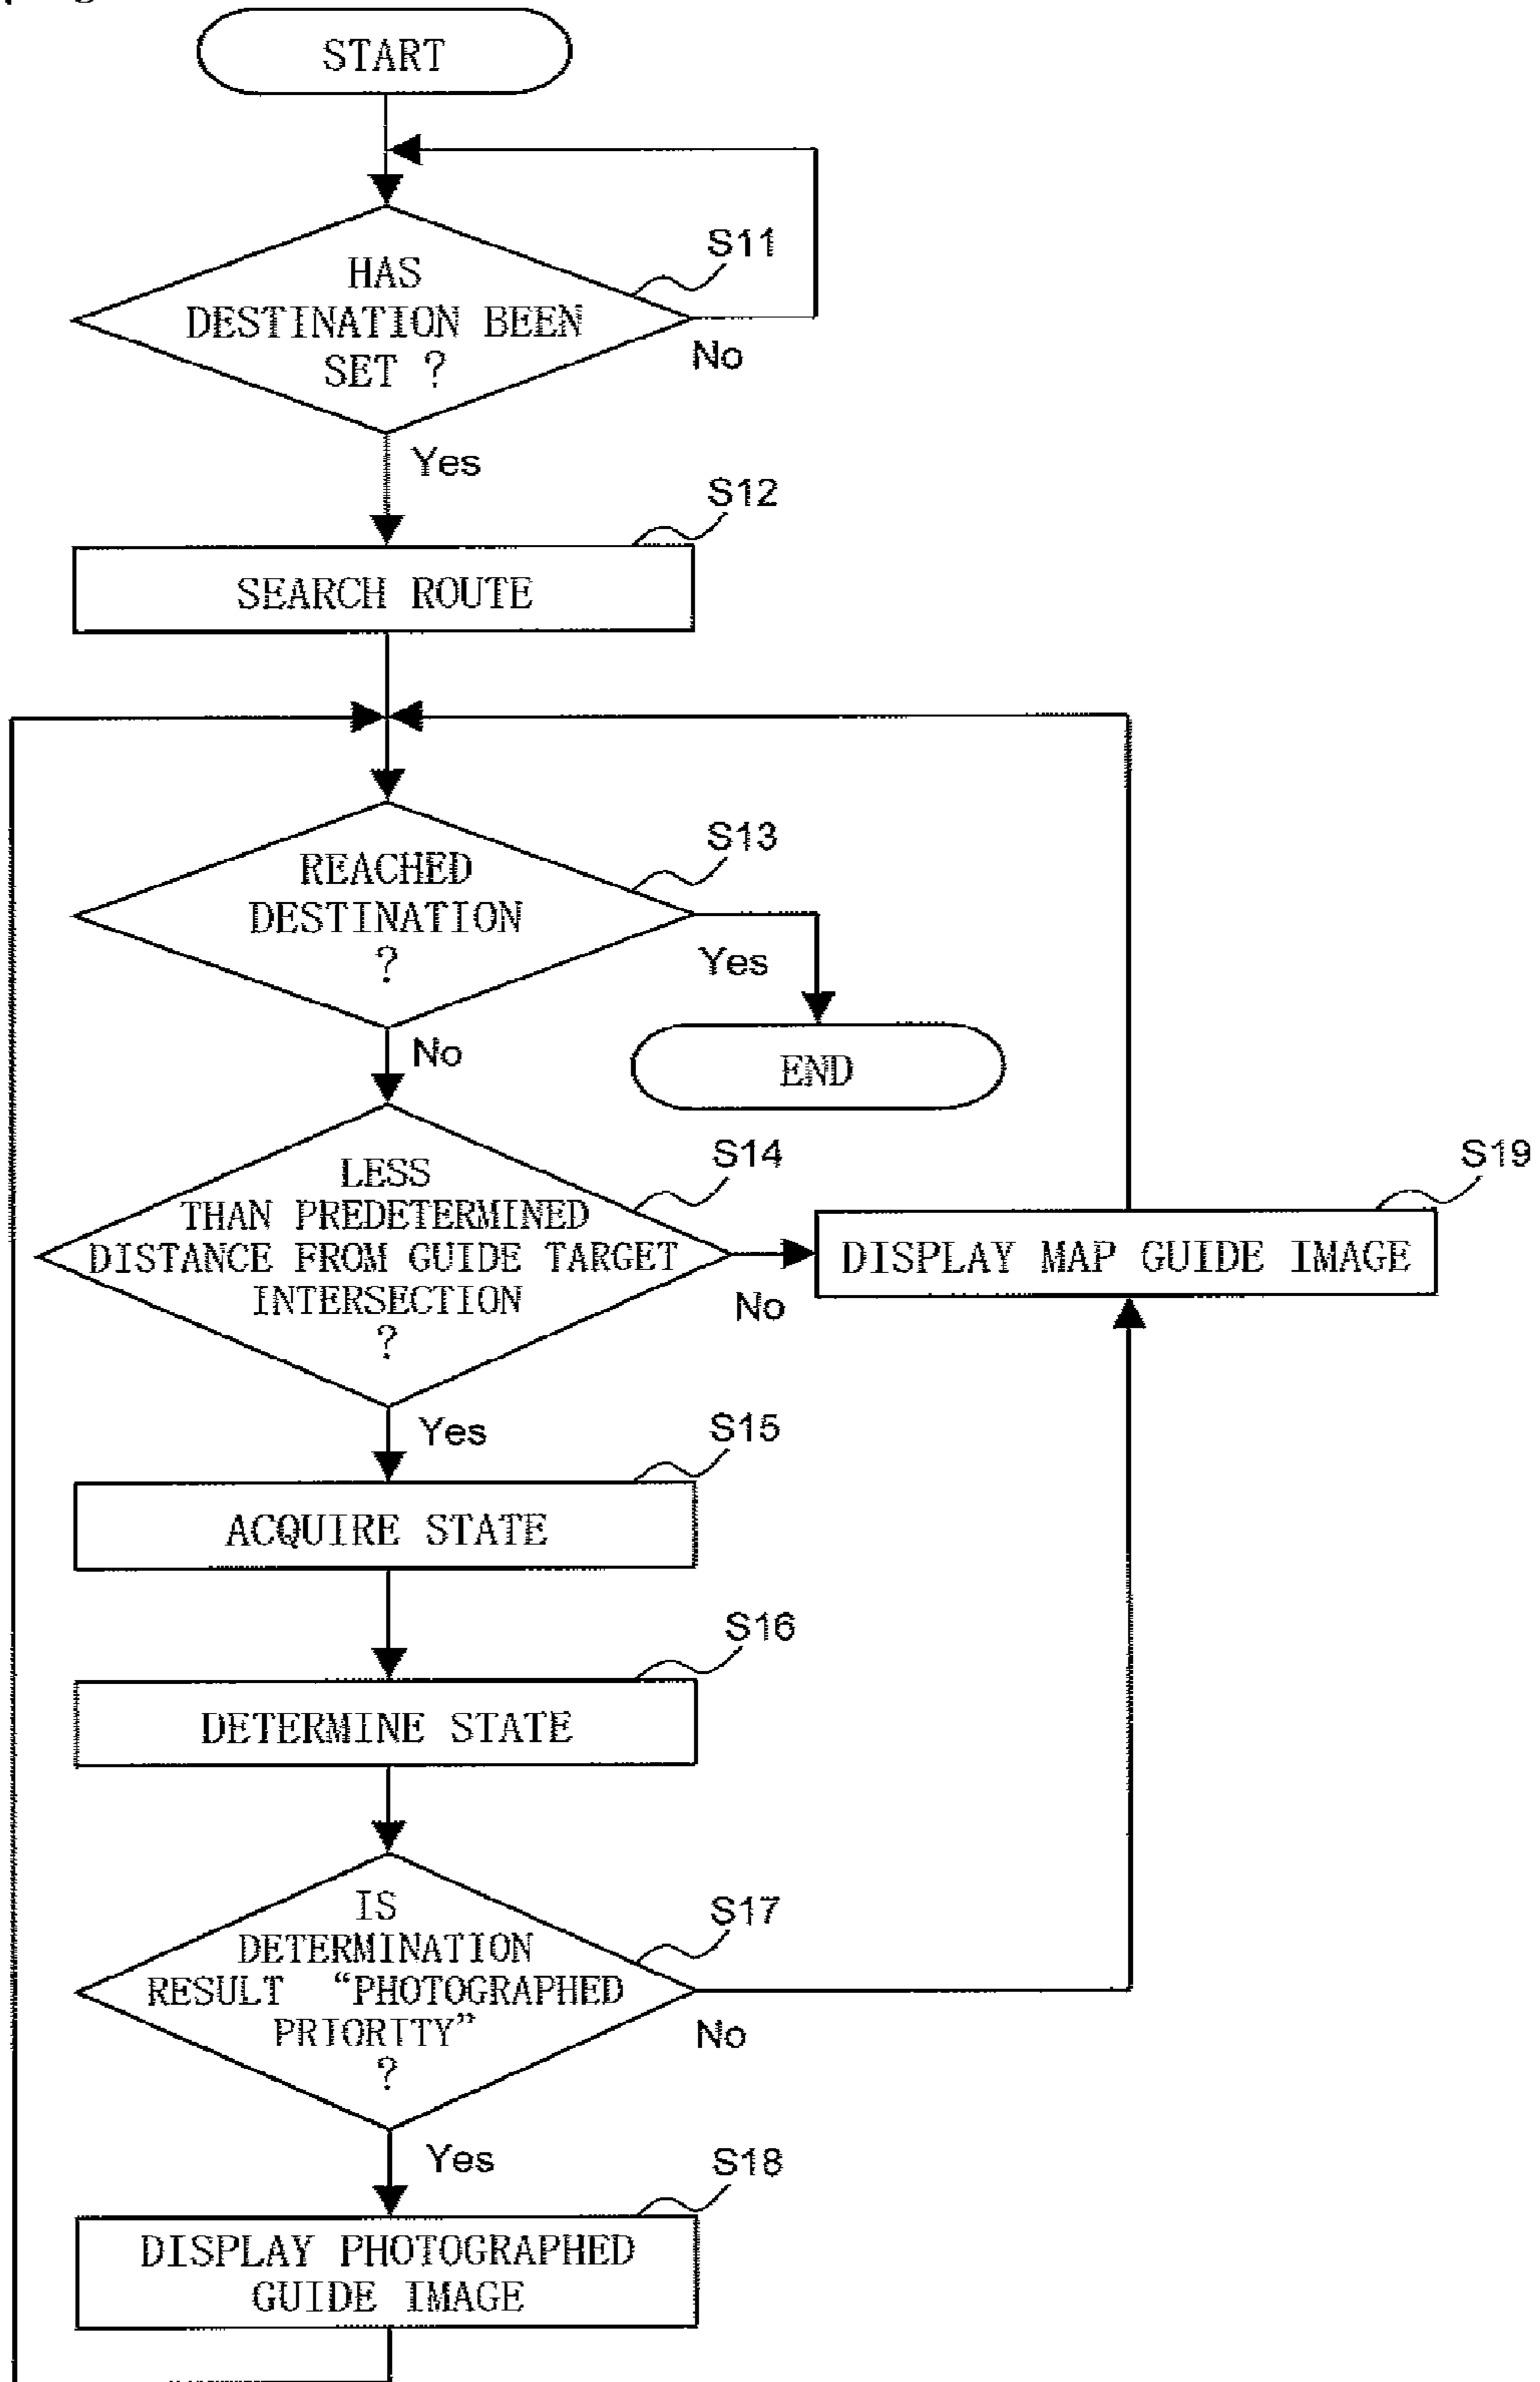 START
S11
HAS
DESTINATION BEEN
SET ?
No
Yes
S12
SEARCH ROUTE
S13
REACHED
DESTINATION
?
Yes
No
END
S14
LESS
THAN PREDETERMINED
DISTANCE FROM GUIDE TARGET
INTERSECTION
?
No
S19
DISPLAY MAP GUIDE IMAGE
Yes
S15
ACQUIRE STATE
S16
DETERMINE STATE
S17
IS
DETERMINATION
RESULT “PHOTOGRAPHED
PRIORITY”
?
No
Yes
S18
DISPLAY PHOTOGRAPHED
GUIDE IMAGE